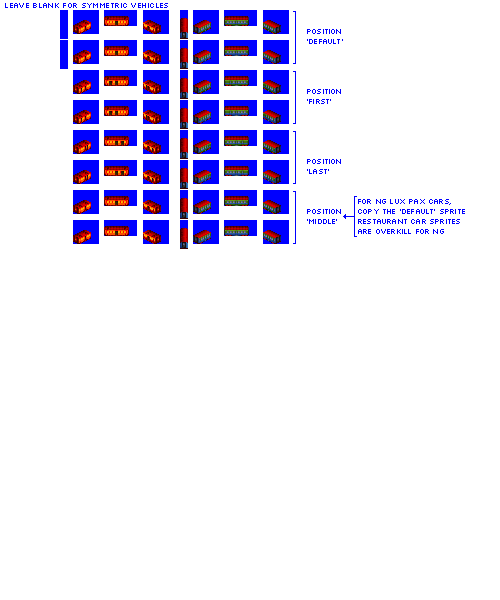 LEAVE BLANK FOR SYMMETRIC VEHICLES
POSITION
'DEFAULT'
POSITION
'FIRST'
POSITION
'LAST'
POSITION
'MIDDLE'
FOR NG LUX PAX CARS,
COPY THE 'DEFAULT' SPRITE
RESTAURANT CAR SPRITES
ARE OVERKILL FOR NG